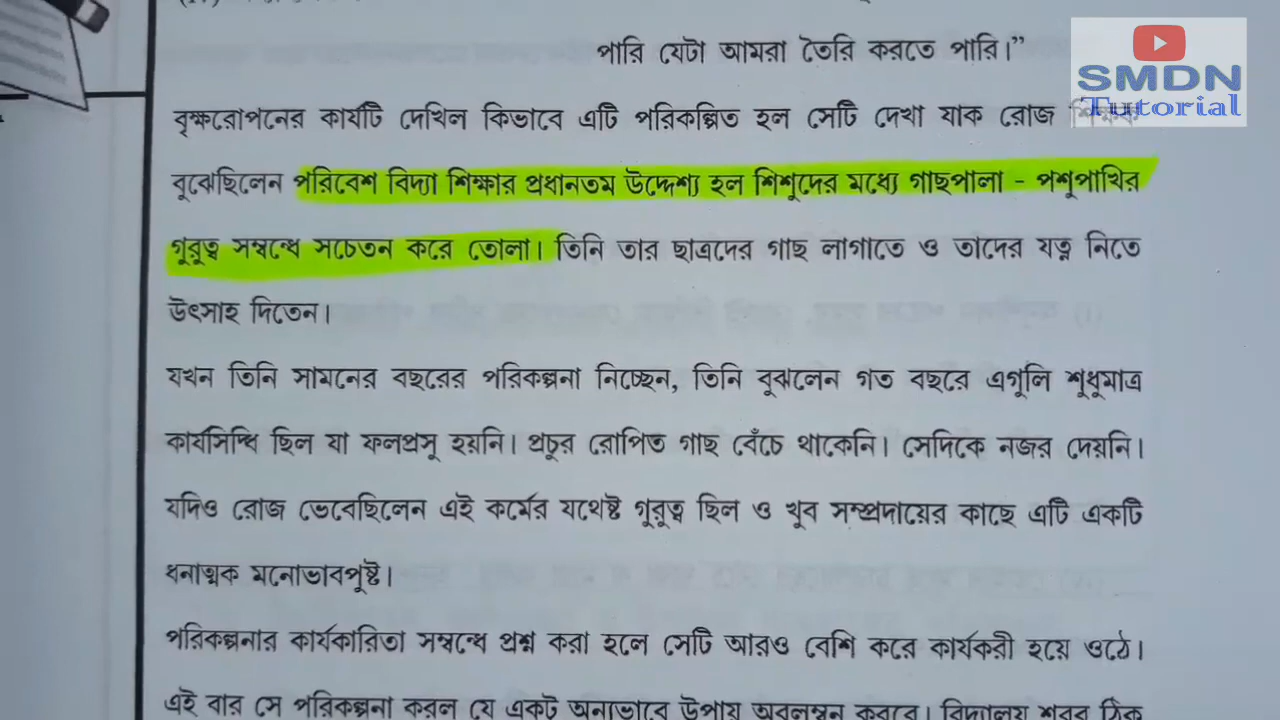 পারি যেটা আমরা তৈরি করতে পারি।”
SMDN
Tutorial
বৃক্ষরোপনের কার্যটি দেখিল কিভাবে এটি পরিকল্পিত হল সেটি দেখা যাক রোজ
বুঝেছিলেন পরিবেশ বিদ্যা শিক্ষার প্রধানতম উদ্দেশ্য হল শিশুদের মধ্যে গাছপালা - পশুপাখির
গুরুত্ব সম্বন্ধে সচেতন করে তোলা। তিনি তার ছাত্রদের গাছ লাগাতে ও তাদের যত্ন নিতে
উৎসাহ দিতেন।
যখন তিনি সামনের বছরের পরিকল্পনা নিচ্ছেন, তিনি বুঝলেন গত বছরে এগুলি শুধুমাত্র
কার্যসিদ্ধি ছিল যা ফলপ্রসূ হয়নি। প্রচুর রোপিত গাছ বেঁচে থাকেনি। সেদিকে নজর দেয়নি।
যদিও রোজ ভেবেছিলেন এই কর্মের যথেষ্ট গুরুত্ব ছিল ও খুব সম্প্রদায়ের কাছে এটি একটি
ধনাত্মক মনোভাবপুষ্ট।
পরিকল্পনার কার্যকারিতা সম্বন্ধে প্রশ্ন করা হলে সেটি আরও বেশি করে কার্যকরী হয়ে ওঠে।
এই বার সে পরিকল্পনা করল যে একটু অন্যভাবে উপায় অবলম্বন করবে। বিদ্যালয় শুরুর ঠিক